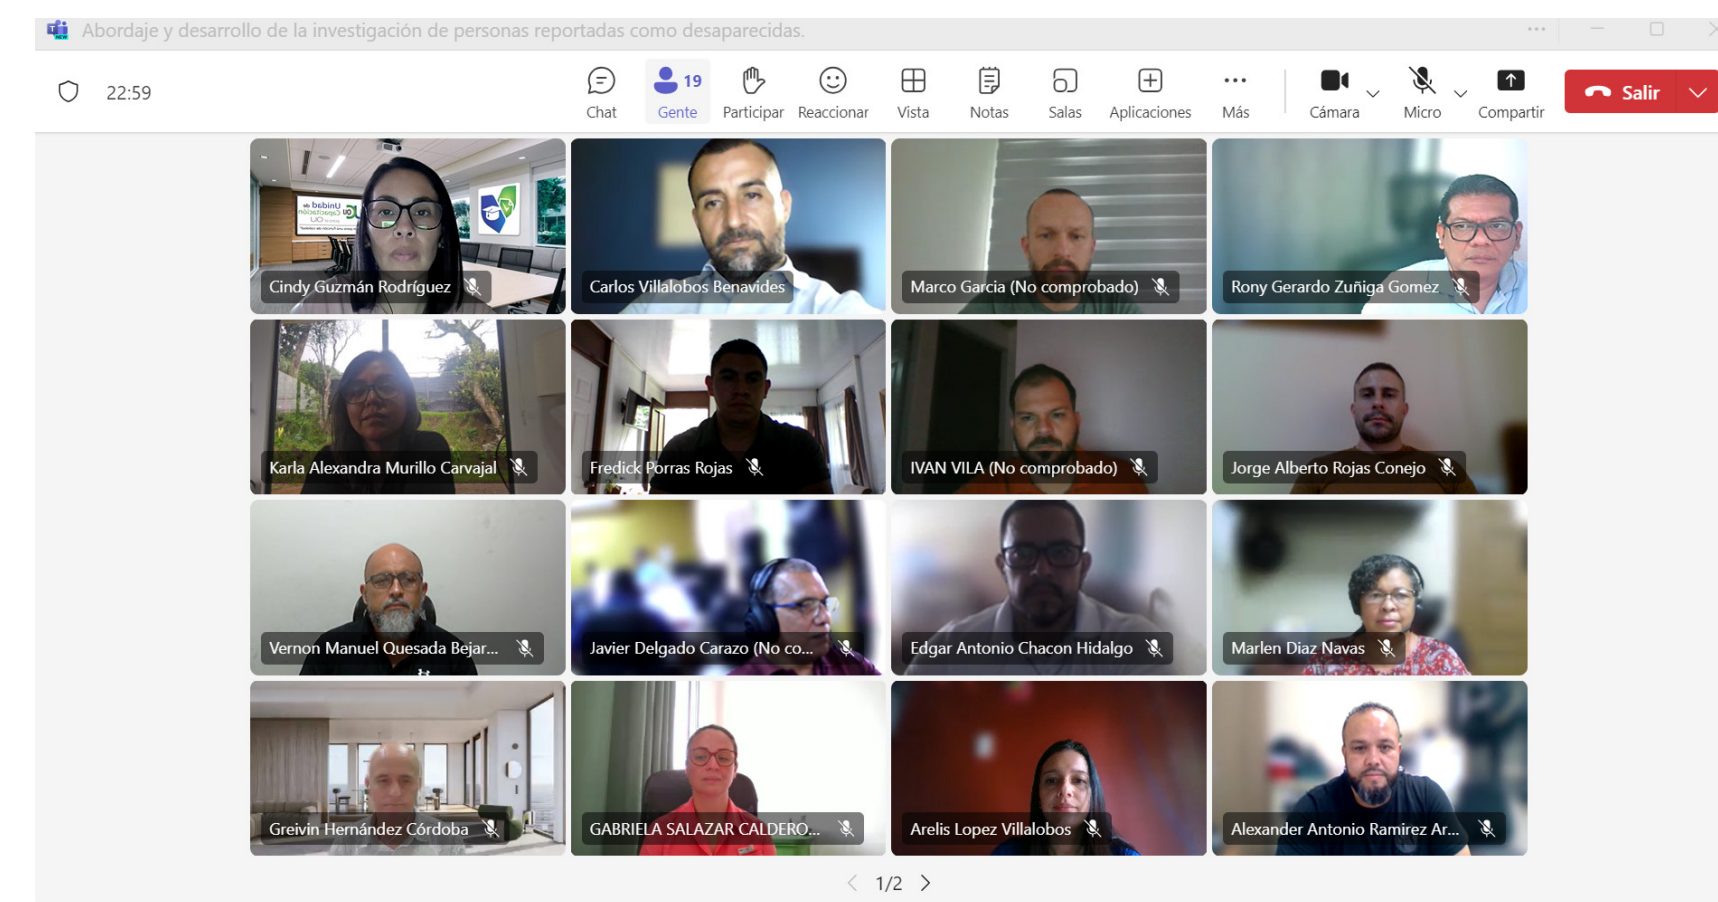 Abordaje y desarrollo de la investigación de personas reportadas como desaparecidas.
22:59
19
Chat Gente Participar Reaccionar Vista Notas Salas Aplicaciones Más Cámara Micro Compartir Salir
Unidad de
Capacitación
Cindy Guzmán Rodríguez
Carlos Villalobos Benavides
Marco Garcia (No comprobado)
Rony Gerardo Zuñiga Gomez
Karla Alexandra Murillo Carvajal
Fredick Porras Rojas
IVAN VILA (No comprobado)
Jorge Alberto Rojas Conejo
Vernon Manuel Quesada Bejar...
Javier Delgado Carazo (No co...
Edgar Antonio Chacon Hidalgo
Marlen Diaz Navas
Greivin Hernández Córdoba
GABRIELA SALAZAR CALDERO...
Arelis Lopez Villalobos
Alexander Antonio Ramirez Ar...
1/2